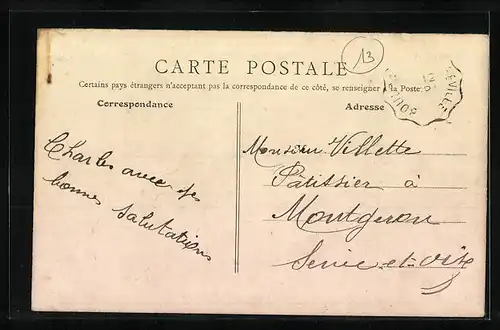 13
CARTE POSTALE
Certains pays étrangers n'acceptant pas la correspondance de ce côté, se renseigner à la Poste.
Correspondance
Adresse
Charles avec ses
bonnes salutations
Monsieur Villette
Pâtissier à
Montgeron
Seine-et-Oise